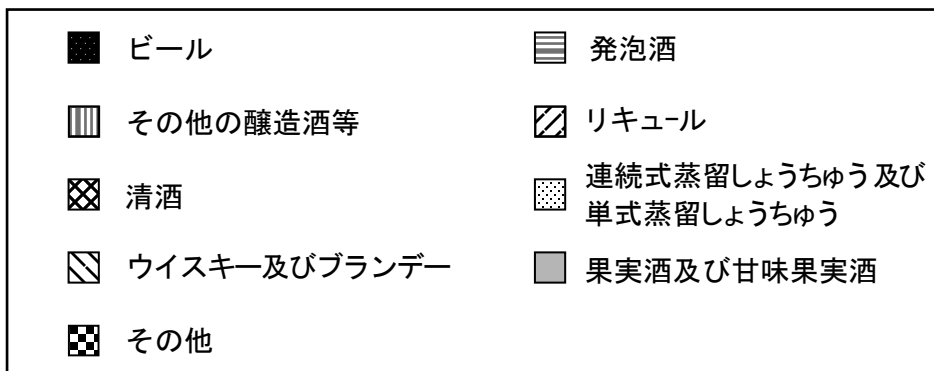 ビール
発泡酒
その他の醸造酒等
リキュール
清酒
連続式蒸留しょうちゅう及び
単式蒸留しょうちゅう
ウイスキー及びブランデー
果実酒及び甘味果実酒
その他